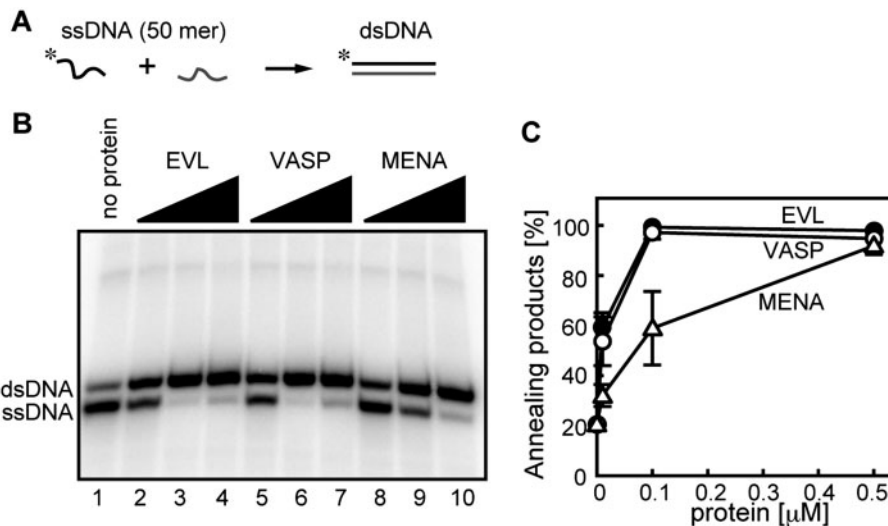 A
ssDNA (50 mer)
dsDNA
*
+
*
B
no protein
EVL
VASP
MENA
dsDNA
ssDNA
1 2 3 4 5 6 7 8 9 10
C
Annealing products [%]
100
80
60
40
20
0
EVL
VASP
MENA
0 0.1 0.2 0.3 0.4 0.5
protein [μM]